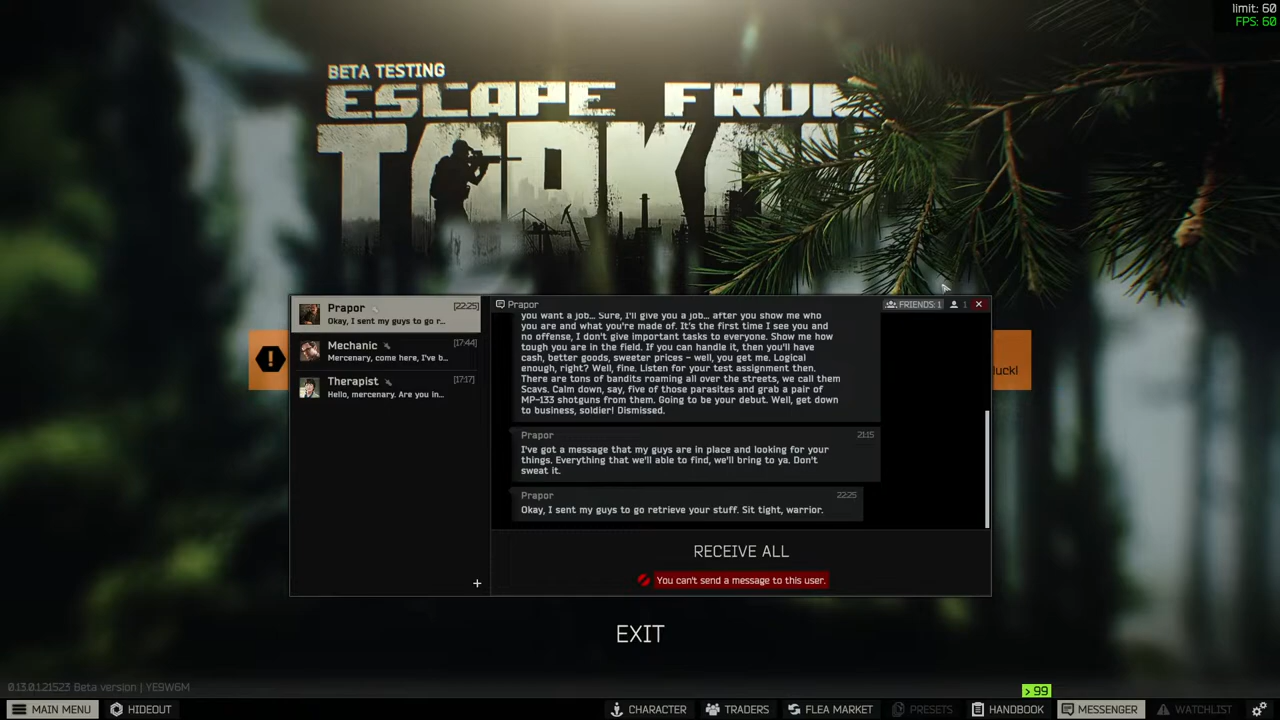 limit: 60
FPS: 60
BETA TESTING
ESCAPE FROM
Prapor
[22:25]
Okay, I sent my guys to go r...
Mechanic
[17:44]
Mercenary, come here, I've b...
Therapist
[17:17]
Hello, mercenary. Are you in...
Prapor
FRIENDS: 1
1
you want a job... Sure, I'll give you a job... after you show me who
you are and what you're made of. It's the first time I see you and
no offense, I don't give important tasks to everyone. Show me how
tough you are in the field. If you can handle it, then you'll have
cash, better goods, sweeter prices – well, you get me. Logical
enough, right? Well, fine. Listen for your test assignment then.
There are tons of bandits roaming all over the streets, we call them
Scavs. Calm down, say, five of those parasites and grab a pair of
MP-133 shotguns from them. Going to be your debut. Well, get down
to business, soldier! Dismissed.
Prapor
21:15
I've got a message that my guys are in place and looking for your
things. Everything that we'll able to find, we'll bring to ya. Don't
sweat it.
Prapor
22:25
Okay, I sent my guys to go retrieve your stuff. Sit tight, warrior.
luck!
RECEIVE ALL
You can't send a message to this user.
+
EXIT
0.13.0.1.21523 Beta version | YE9W6M
> 99
MAIN MENU
HIDEOUT
CHARACTER
TRADERS
FLEA MARKET
PRESETS
HANDBOOK
MESSENGER
WATCHLIST